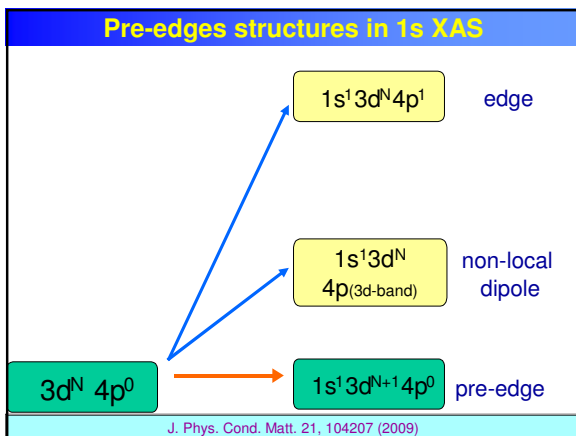 Pre-edges structures in 1s XAS
1s¹3dᴺ4p¹ edge
1s¹3dᴺ non-local
4p(3d-band) dipole
3dᴺ 4p⁰ 1s¹3dᴺ⁺¹4p⁰ pre-edge
J. Phys. Cond. Matt. 21, 104207 (2009)